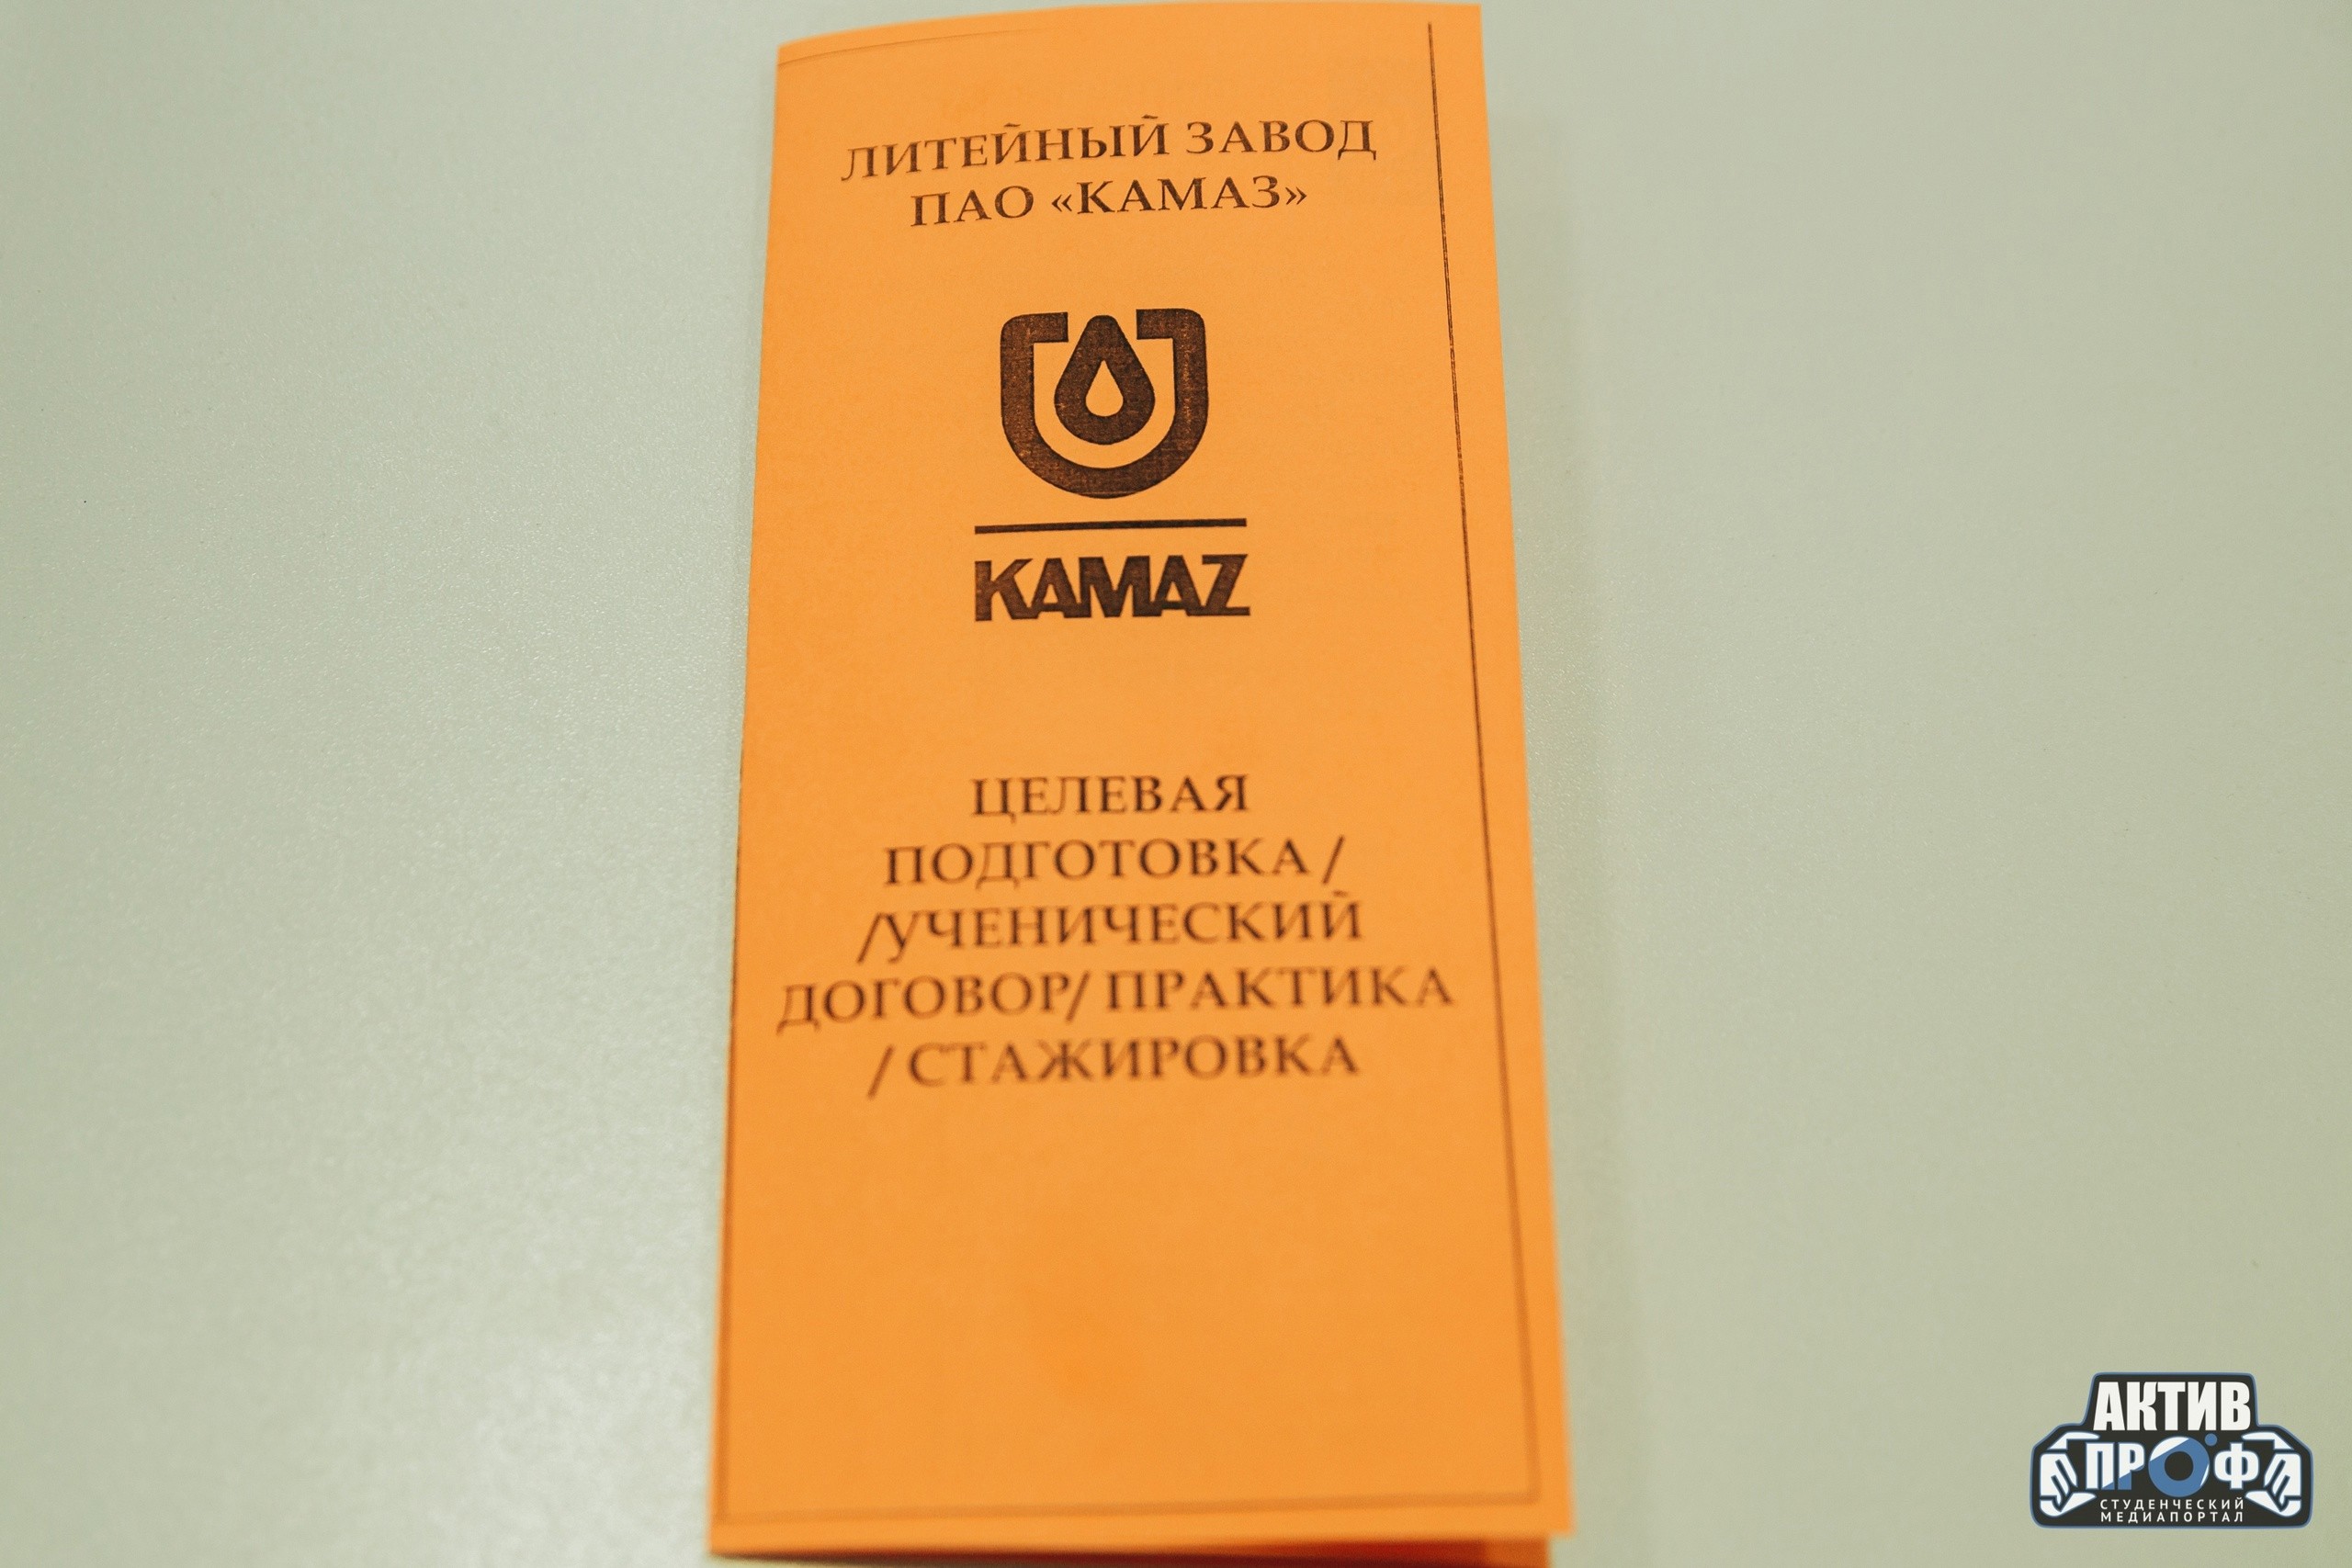 ЛИТЕЙНЫЙ ЗАВОД
ПАО «КАМАЗ»
KAMAZ
ЦЕЛЕВАЯ
ПОДГОТОВКА /
/УЧЕНИЧЕСКИЙ
ДОГОВОР/ ПРАКТИКА
/ СТАЖИРОВКА
АКТИВ
ПРОФ
СТУДЕНЧЕСКИЙ
МЕДИАПОРТАЛ